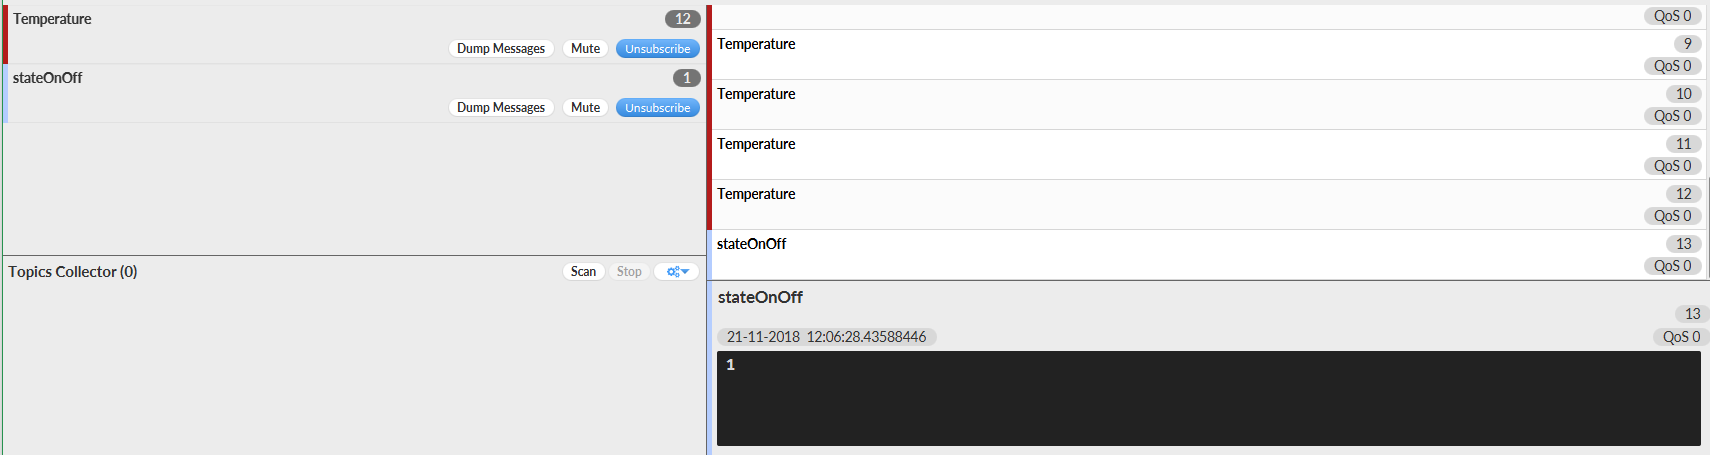 Temperature 12
Dump Messages Mute Unsubscribe
stateOnOff 1
Dump Messages Mute Unsubscribe
Topics Collector (0) Scan Stop
QoS 0
Temperature 9
QoS 0
Temperature 10
QoS 0
Temperature 11
QoS 0
Temperature 12
QoS 0
stateOnOff 13
QoS 0
stateOnOff
13
21-11-2018 12:06:28.43588446 QoS 0
1